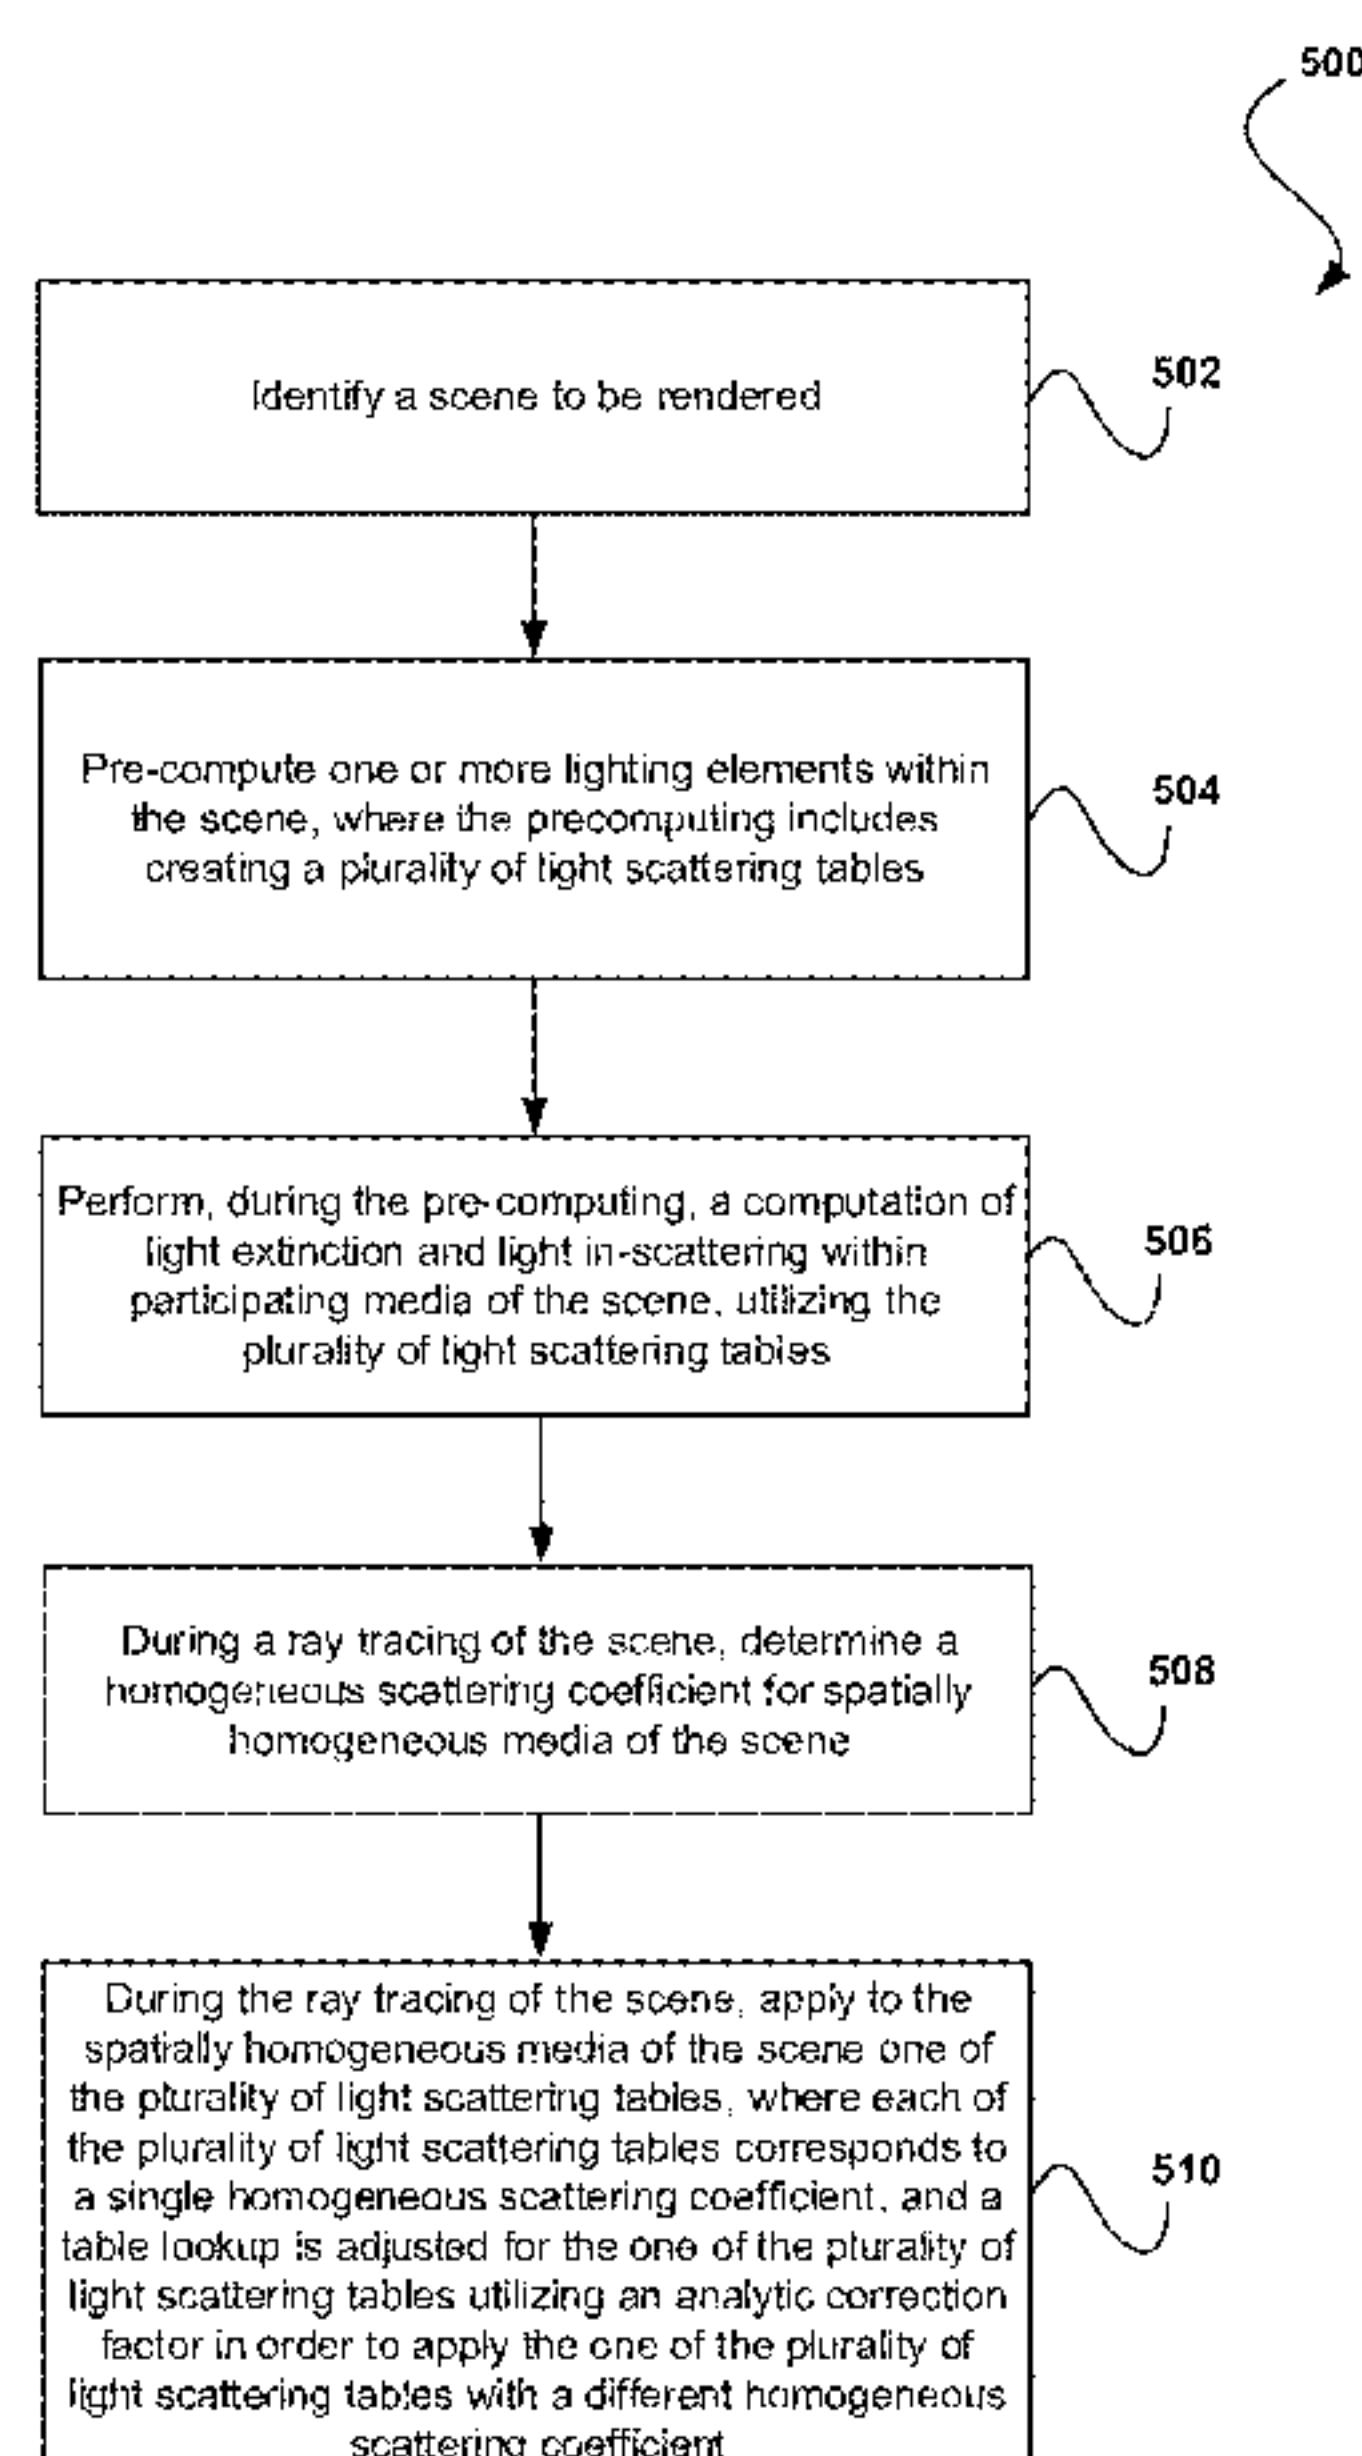 500
Identify a scene to be rendered
502
Pre-compute one or more lighting elements within
the scene, where the precomputing includes
creating a plurality of light scattering tables
504
Perform, during the pre-computing, a computation of
light extinction and light in-scattering within
participating media of the scene, utilizing the
plurality of light scattering tables
506
During a ray tracing of the scene, determine a
homogeneous scattering coefficient for spatially
homogeneous media of the scene
508
During the ray tracing of the scene, apply to the
spatially homogeneous media of the scene one of
the plurality of light scattering tables, where each of
the plurality of light scattering tables corresponds to
a single homogeneous scattering coefficient, and a
table lookup is adjusted for the one of the plurality of
light scattering tables utilizing an analytic correction
factor in order to apply the one of the plurality of
light scattering tables with a different homogeneous
scattering coefficient
510